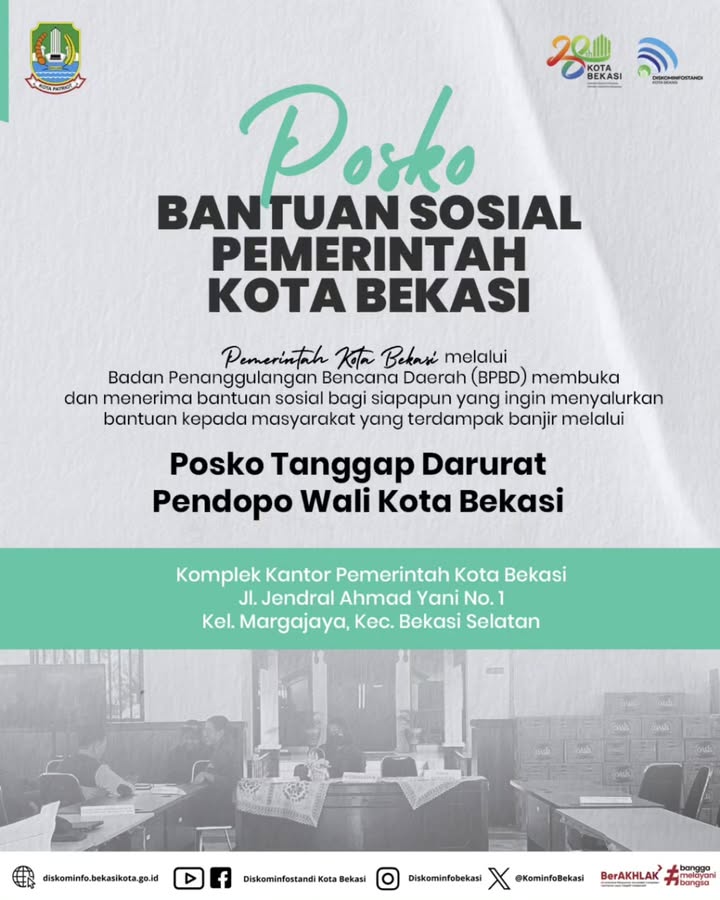 KOTA PATRIOT
28th KOTA
BEKASI
DISKOMINFOSTANDI
KOTA BEKASI
Posko
BANTUAN SOSIAL
PEMERINTAH
KOTA BEKASI
Pemerintah Kota Bekasi melalui
Badan Penanggulangan Bencana Daerah (BPBD) membuka
dan menerima bantuan sosial bagi siapapun yang ingin menyalurkan
bantuan kepada masyarakat yang terdampak banjir melalui
Posko Tanggap Darurat
Pendopo Wali Kota Bekasi
Komplek Kantor Pemerintah Kota Bekasi
Jl. Jendral Ahmad Yani No. 1
Kel. Margajaya, Kec. Bekasi Selatan
diskominfo.bekasikota.go.id
Diskominfostandi Kota Bekasi
Diskominfobekasi
@KominfoBekasi
BerAKHLAK
#bangga
melayani
bangsa